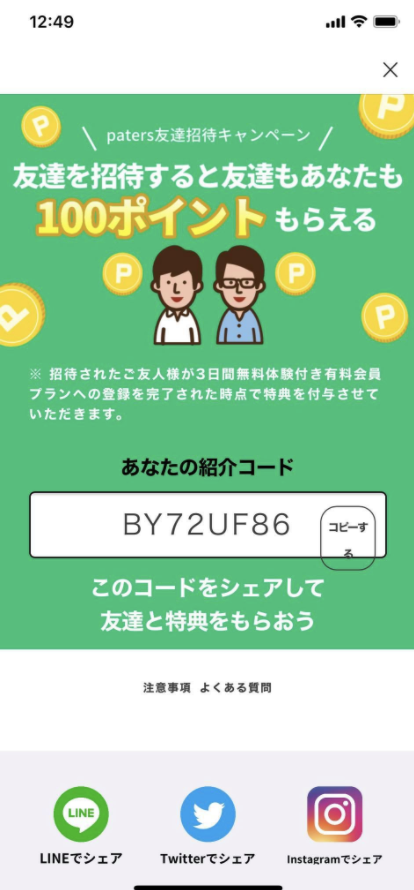 12:49
paters友達招待キャンペーン
友達を招待すると友達もあなたも
100ポイントもらえる
※ 招待されたご友人様が3日間無料体験付き有料会員
プランへの登録を完了された時点で特典を付与させて
いただきます。
あなたの紹介コード
BY72UF86
コピーす
る
このコードをシェアして
友達と特典をもらおう
注意事項 よくある質問
LINE
LINEでシェア Twitterでシェア Instagramでシェア